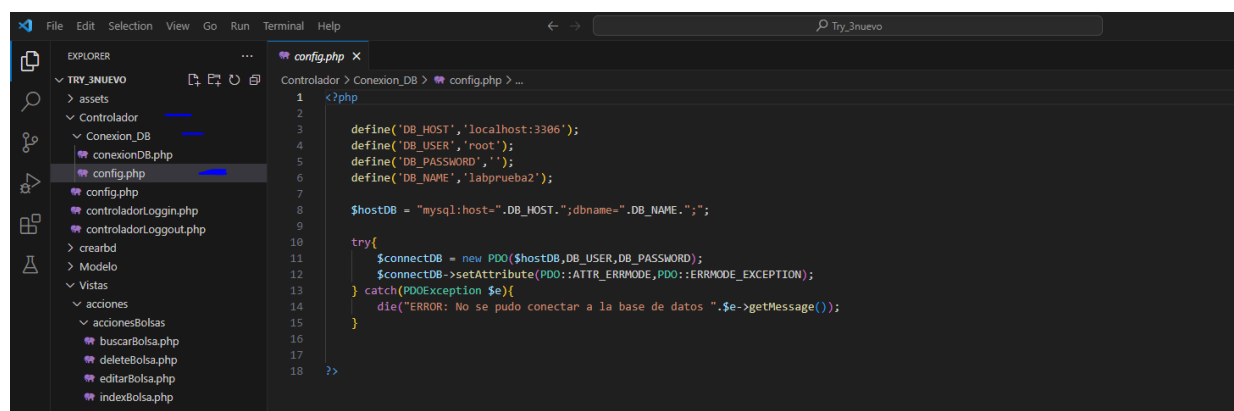 File Edit Selection View Go Run Terminal Help
Try_3nuevo
EXPLORER
config.php
TRY_3NUEVO
Controlador > Conexion_DB > config.php > ...
assets
Controlador
Conexion_DB
conexionDB.php
config.php
config.php
controladorLoggin.php
controladorLoggout.php
crearbd
Modelo
Vistas
acciones
accionesBolsas
buscarBolsa.php
deleteBolsa.php
editarBolsa.php
indexBolsa.php
1 <?php
2
3 define('DB_HOST','localhost:3306');
4 define('DB_USER','root');
5 define('DB_PASSWORD','');
6 define('DB_NAME','labprueba2');
7
8 $hostDB = "mysql:host=".DB_HOST.";dbname=".DB_NAME.";";
9
10 try{
11 $connectDB = new PDO($hostDB,DB_USER,DB_PASSWORD);
12 $connectDB->setAttribute(PDO::ATTR_ERRMODE,PDO::ERRMODE_EXCEPTION);
13 } catch(PDOException $e){
14 die("ERROR: No se pudo conectar a la base de datos ".$e->getMessage());
15 }
16
17
18 ?>